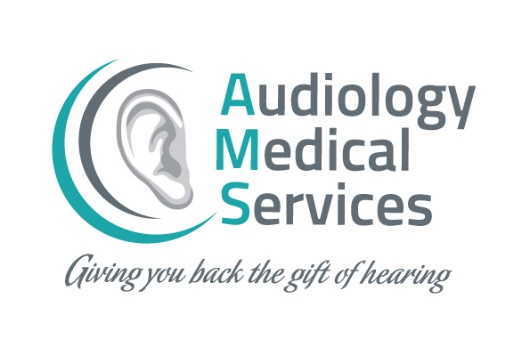 Audiology
Medical
Services
Giving you back the gift of hearing